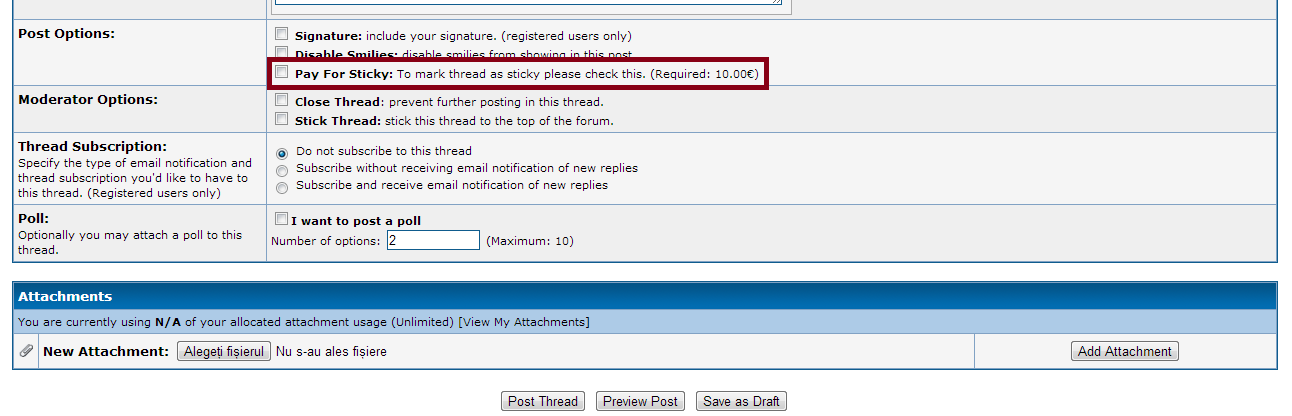 Post Options:
Signature: include your signature. (registered users only)
Disable Smilies: disable smilies from showing in this post
Pay For Sticky: To mark thread as sticky please check this. (Required: 10.00€)
Moderator Options:
Close Thread: prevent further posting in this thread.
Stick Thread: stick this thread to the top of the forum.
Thread Subscription:
Specify the type of email notification and
thread subscription you'd like to have to
this thread. (Registered users only)
Do not subscribe to this thread
Subscribe without receiving email notification of new replies
Subscribe and receive email notification of new replies
Poll:
Optionally you may attach a poll to this
thread.
I want to post a poll
Number of options: 2 (Maximum: 10)
Attachments
You are currently using N/A of your allocated attachment usage (Unlimited) [View My Attachments]
New Attachment: Alegeți fișierul Nu s-au ales fișiere Add Attachment
Post Thread Preview Post Save as Draft